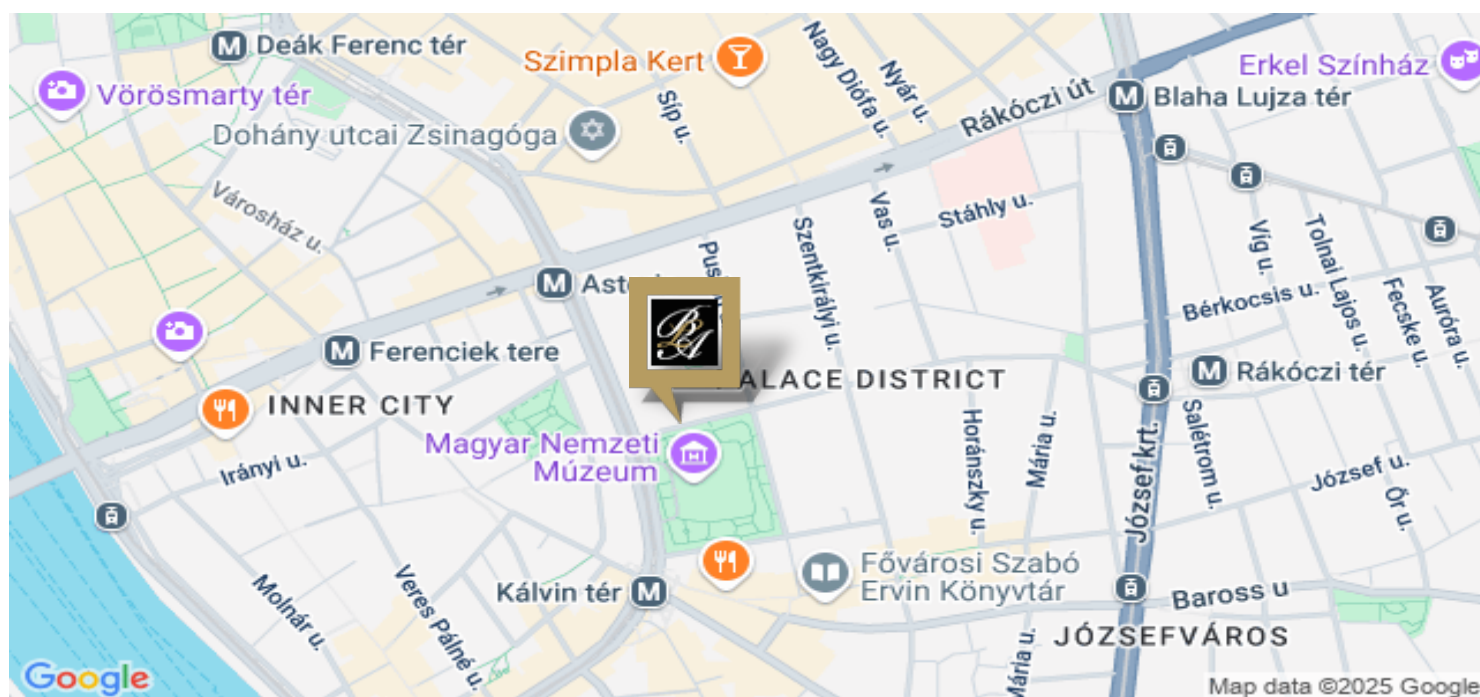 Deák Ferenc tér
Szimpla Kert
Nagy Diófa u.
Nyár u.
Erkel Színház
Vörösmarty tér
Síp u.
Rákóczi út
Blaha Lujza tér
Dohány utcai Zsinagóga
Városház u.
Vas u.
Stáhly u.
Szentkirályi u.
Víg u.
Tolnai Lajos u.
Fecske u.
Auróra u.
Bérkocsis u.
Ferenciek tere
Rákóczi tér
BPA
DISTRICT
INNER CITY
Magyar Nemzeti
Múzeum
Horánszky u.
Mária u.
József krt.
Salétrom u.
József u.
Őr u.
Irányi u.
Molnár u.
Veres Pálné u.
Kálvin tér
Fővárosi Szabó
Ervin Könyvtár
Baross u
JÓZSEFVÁROS
Mária u.
Google
Map data ©2025 Google